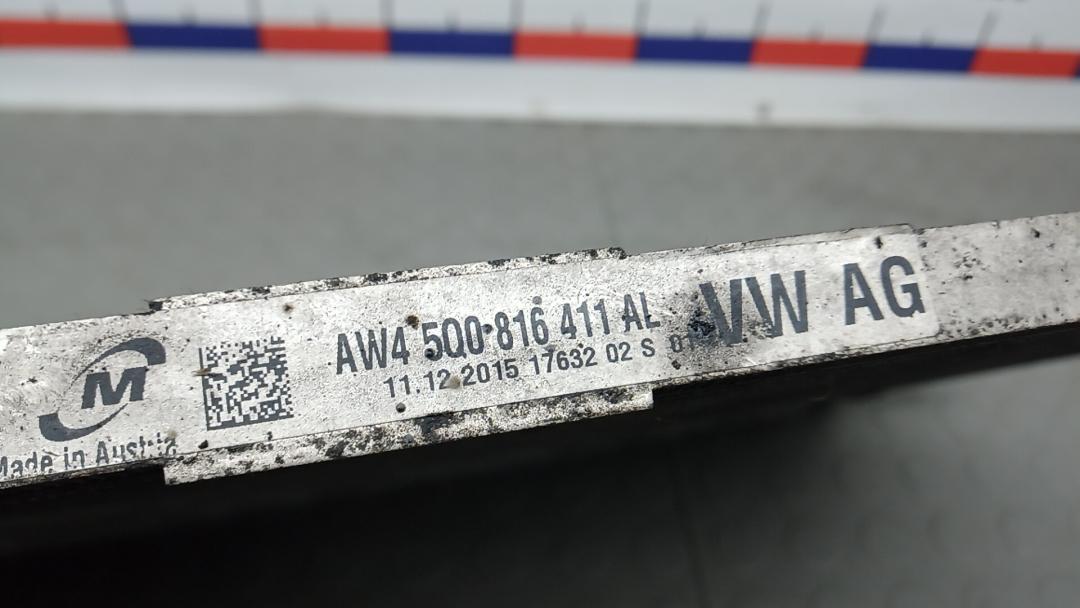 M
Made in Austria
AW4 5Q0 816 411 AL
11.12.2015 17632 02 S
VW AG